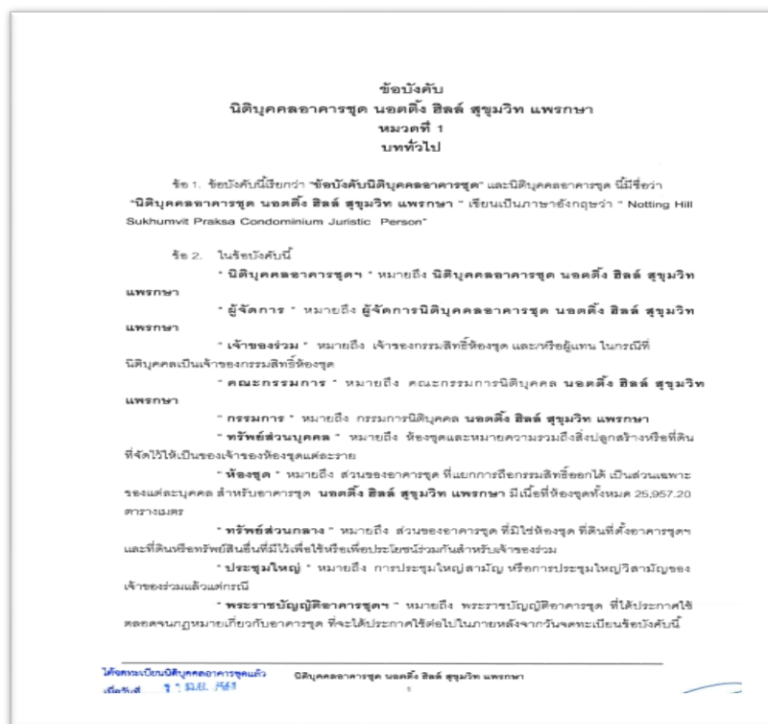 ข้อบังคับ
นิติบุคคลอาคารชุด นอตติ้ง ฮิลล์ สุขุมวิท แพรกษา
หมวดที่ 1
บททั่วไป
ข้อ 1. ข้อบังคับนี้เรียกว่า "ข้อบังคับนิติบุคคลอาคารชุด" และนิติบุคคลอาคารชุด นี้มีชื่อว่า
"นิติบุคคลอาคารชุด นอตติ้ง ฮิลล์ สุขุมวิท แพรกษา " เขียนเป็นภาษาอังกฤษว่า " Notting Hill
Sukhumvit Praksa Condominium Juristic Person"
ข้อ 2. ในข้อบังคับนี้
" นิติบุคคลอาคารชุดฯ " หมายถึง นิติบุคคลอาคารชุด นอตติ้ง ฮิลล์ สุขุมวิท
แพรกษา
" ผู้จัดการ " หมายถึง ผู้จัดการนิติบุคคลอาคารชุด นอตติ้ง ฮิลล์ สุขุมวิท
แพรกษา
" เจ้าของร่วม " หมายถึง เจ้าของกรรมสิทธิ์ห้องชุด และ/หรือผู้แทน ในกรณีที่
นิติบุคคลเป็นเจ้าของกรรมสิทธิ์ห้องชุด
" คณะกรรมการ " หมายถึง คณะกรรมการนิติบุคคล นอตติ้ง ฮิลล์ สุขุมวิท
แพรกษา
" กรรมการ " หมายถึง กรรมการนิติบุคคล นอตติ้ง ฮิลล์ สุขุมวิท แพรกษา
" ทรัพย์ส่วนบุคคล " หมายถึง ห้องชุดและหมายความรวมถึงสิ่งปลูกสร้างหรือที่ดิน
ที่จัดไว้ให้เป็นของเจ้าของห้องชุดแต่ละราย
" ห้องชุด " หมายถึง ส่วนของอาคารชุด ที่แยกการถือกรรมสิทธิ์ออกได้ เป็นส่วนเฉพาะ
ของแต่ละบุคคล สำหรับอาคารชุด นอตติ้ง ฮิลล์ สุขุมวิท แพรกษา มีเนื้อที่ห้องชุดทั้งหมด 25,957.20
ตารางเมตร
" ทรัพย์ส่วนกลาง " หมายถึง ส่วนของอาคารชุด ที่มิใช่ห้องชุด ที่ดินที่ตั้งอาคารชุดฯ
และที่ดินหรือทรัพย์สินอื่นที่มีไว้เพื่อใช้หรือเพื่อประโยชน์ร่วมกันสำหรับเจ้าของร่วม
" ประชุมใหญ่ " หมายถึง การประชุมใหญ่สามัญ หรือการประชุมใหญ่วิสามัญของ
เจ้าของร่วมแล้วแต่กรณี
" พระราชบัญญัติอาคารชุดฯ " หมายถึง พระราชบัญญัติอาคารชุด ที่ได้ประกาศใช้
ตลอดจนกฎหมายเกี่ยวกับอาคารชุด ที่จะได้ประกาศใช้ต่อไปในภายหลังจากวันจดทะเบียนข้อบังคับนี้
ได้จดทะเบียนนิติบุคคลอาคารชุดแล้ว
นิติบุคคลอาคารชุด นอตติ้ง ฮิลล์ สุขุมวิท แพรกษา
เมื่อวันที่
1